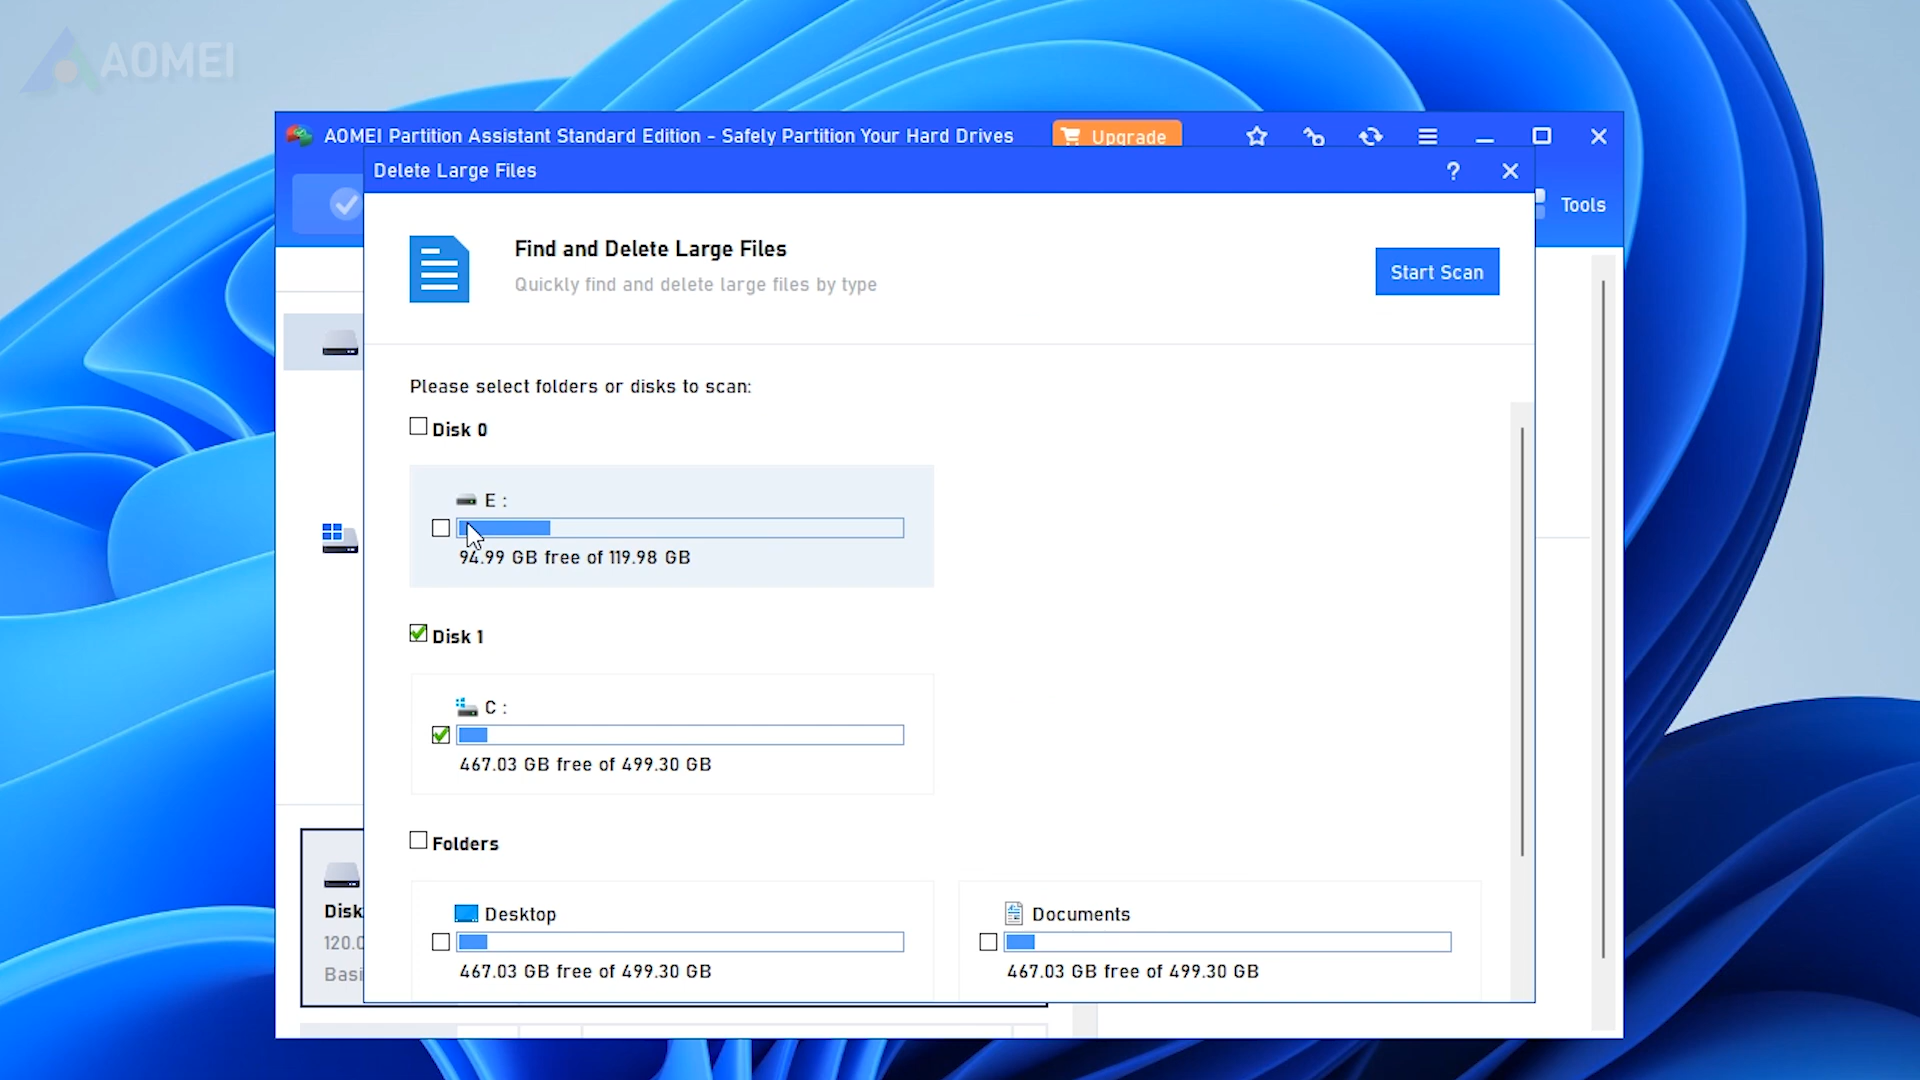 AOMEI
AOMEI Partition Assistant Standard Edition - Safely Partition Your Hard Drives
Upgrade
Delete Large Files
?
Tools
Find and Delete Large Files
Quickly find and delete large files by type
Start Scan
Please select folders or disks to scan:
Disk 0
E :
94.99 GB free of 119.98 GB
Disk 1
C :
467.03 GB free of 499.30 GB
Folders
Desktop
Documents
467.03 GB free of 499.30 GB
467.03 GB free of 499.30 GB
Disk
120.0
Basi